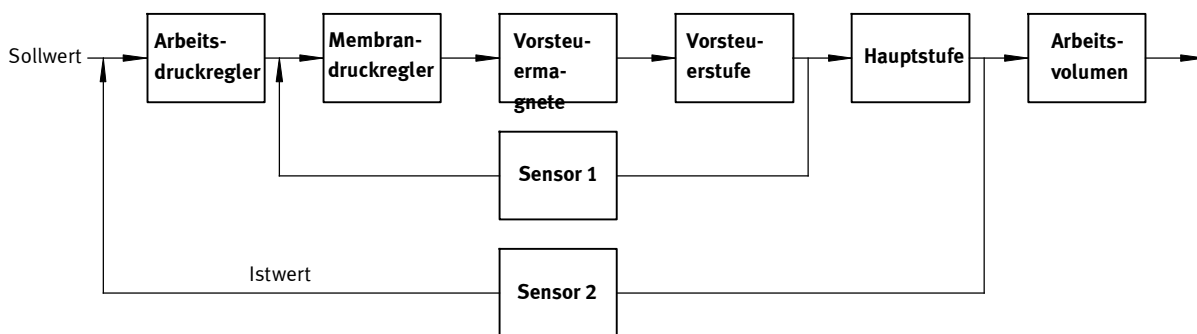 Sollwert
Arbeits-
druckregler
Membran-
druckregler
Vorsteu-
erma-
gnete
Vorsteu-
erstufe
Hauptstufe
Arbeits-
volumen
Sensor 1
Istwert
Sensor 2